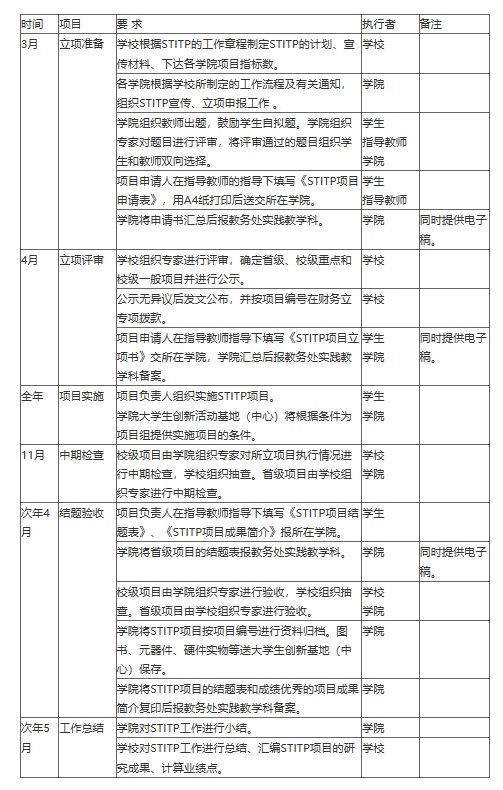 时间 项目 要 求 执行者 备注
3月 立项准备 学校根据STITP的工作章程制定STITP的计划、宣 学校
传材料、下达各学院项目指标数。
各学院根据学校所制定的工作流程及有关通知， 学院
组织STITP宣传、立项申报工作 。
学院组织教师出题，鼓励学生自拟题。学院组织 学生
专家对题目进行评审，将评审通过的题目组织学 指导教师
生和教师双向选择。 学院
项目申请人在指导教师的指导下填写《STITP项目 学生
申请表》，用A4纸打印后送交所在学院。 指导教师
学院将申请书汇总后报教务处实践教学科。 学院 同时提供电子
稿。
4月 立项评审 学校组织专家进行评审，确定首级、校级重点和 学校
校级一般项目并进行公示。
公示无异议后发文公布，并按项目编号在财务立 学校
专项拨款。
项目申请人在指导教师指导下填写《STITP项目立 学生 同时提供电子
项书》交所在学院，学院汇总后报教务处实践教 学院 稿。
学科备案。
全年 项目实施 项目负责人组织实施STITP项目。 学生
学院大学生创新活动基地（中心）将根据条件为 学院
项目组提供实施项目的条件。
11月 中期检查 校级项目由学院组织专家对所立项目执行情况进 学校
行中期检查，学校组织抽查。首级项目由学校组 学院
织专家进行中期检查。
次年4 结题验收 项目负责人在指导教师指导下填写《STITP项目结 学生
月 题表》、《STITP项目成果简介》报所在学院。
学院将首级项目的结题表报教务处实践教学科。 学院 同时提供电子
稿。
校级项目由学院组织专家进行验收，学校组织抽 学校
查。首级项目由学校组织专家进行验收。 学院
学院将STITP项目按项目编号进行资料归档。图 学院
书、元器件、硬件实物等送大学生创新基地（中
心）保存。
学院将STITP项目的结题表和成绩优秀的项目成果 学院
简介复印后报教务处实践教学科备案。
次年5 工作总结 学院对STITP工作进行小结。 学院
月 学校对STITP工作进行总结、汇编STITP项目的研 学校
究成果、计算业绩点。